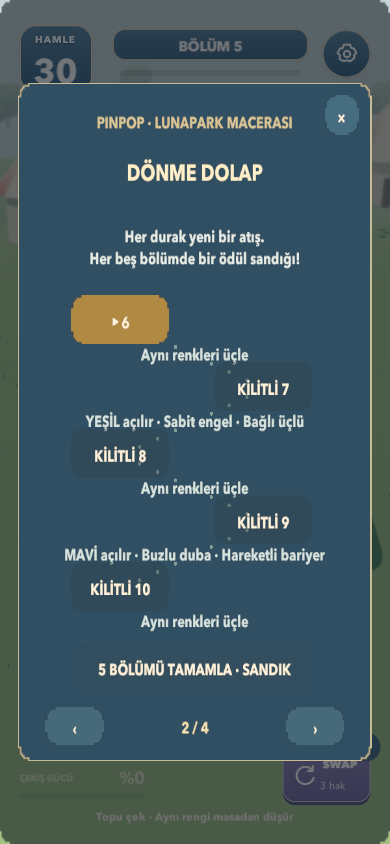 HAMLE
30
BÖLÜM 5
PINPOP · LUNAPARK MACERASI
×
DÖNME DOLAP
Her durak yeni bir atış.
Her beş bölümde bir ödül sandığı!
▸6
Aynı renkleri üçle
KİLİTLİ 7
YEŞİL açılır · Sabit engel · Bağlı üçlü
KİLİTLİ 8
Aynı renkleri üçle
KİLİTLİ 9
MAVİ açılır · Buzlu duba · Hareketli bariyer
KİLİTLİ 10
Aynı renkleri üçle
5 BÖLÜMÜ TAMAMLA · SANDIK
‹ 2 / 4 ›
ÇEKİŞ GÜCÜ %0
SWAP
3 hak
Topu çek · Aynı rengi masadan düşür